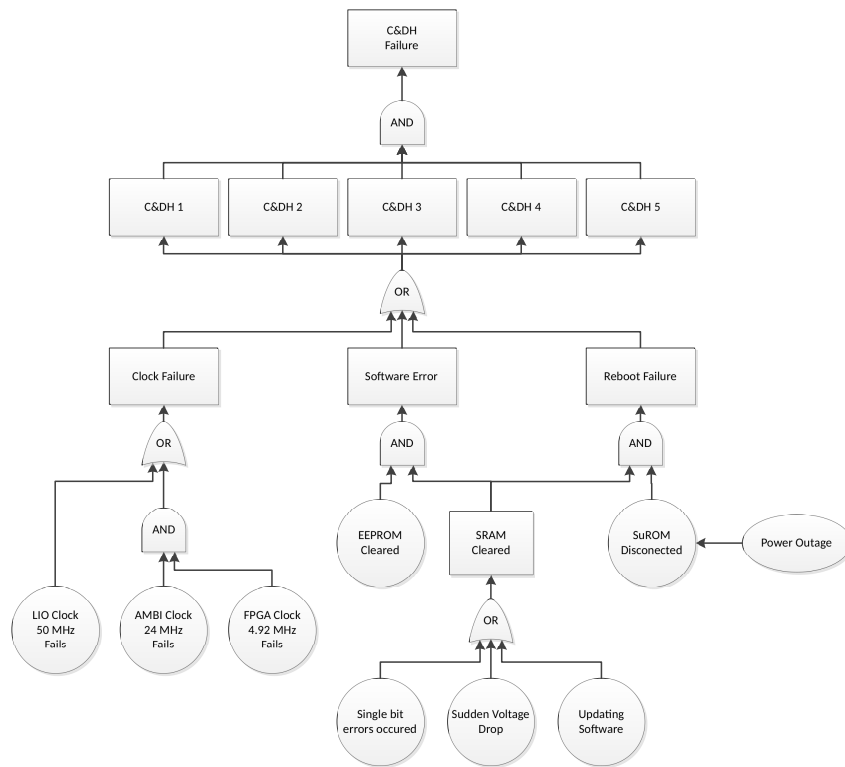 C&DH
Failure
AND
C&DH 1
C&DH 2
C&DH 3
C&DH 4
C&DH 5
OR
Clock Failure
Software Error
Reboot Failure
OR
AND
AND
AND
EEPROM
Cleared
SRAM
Cleared
SuROM
Disconected
Power Outage
LIO Clock
50 MHz
Fails
AMBI Clock
24 MHz
Fails
FPGA Clock
4.92 MHz
Fails
OR
Single bit
errors occured
Sudden Voltage
Drop
Updating
Software